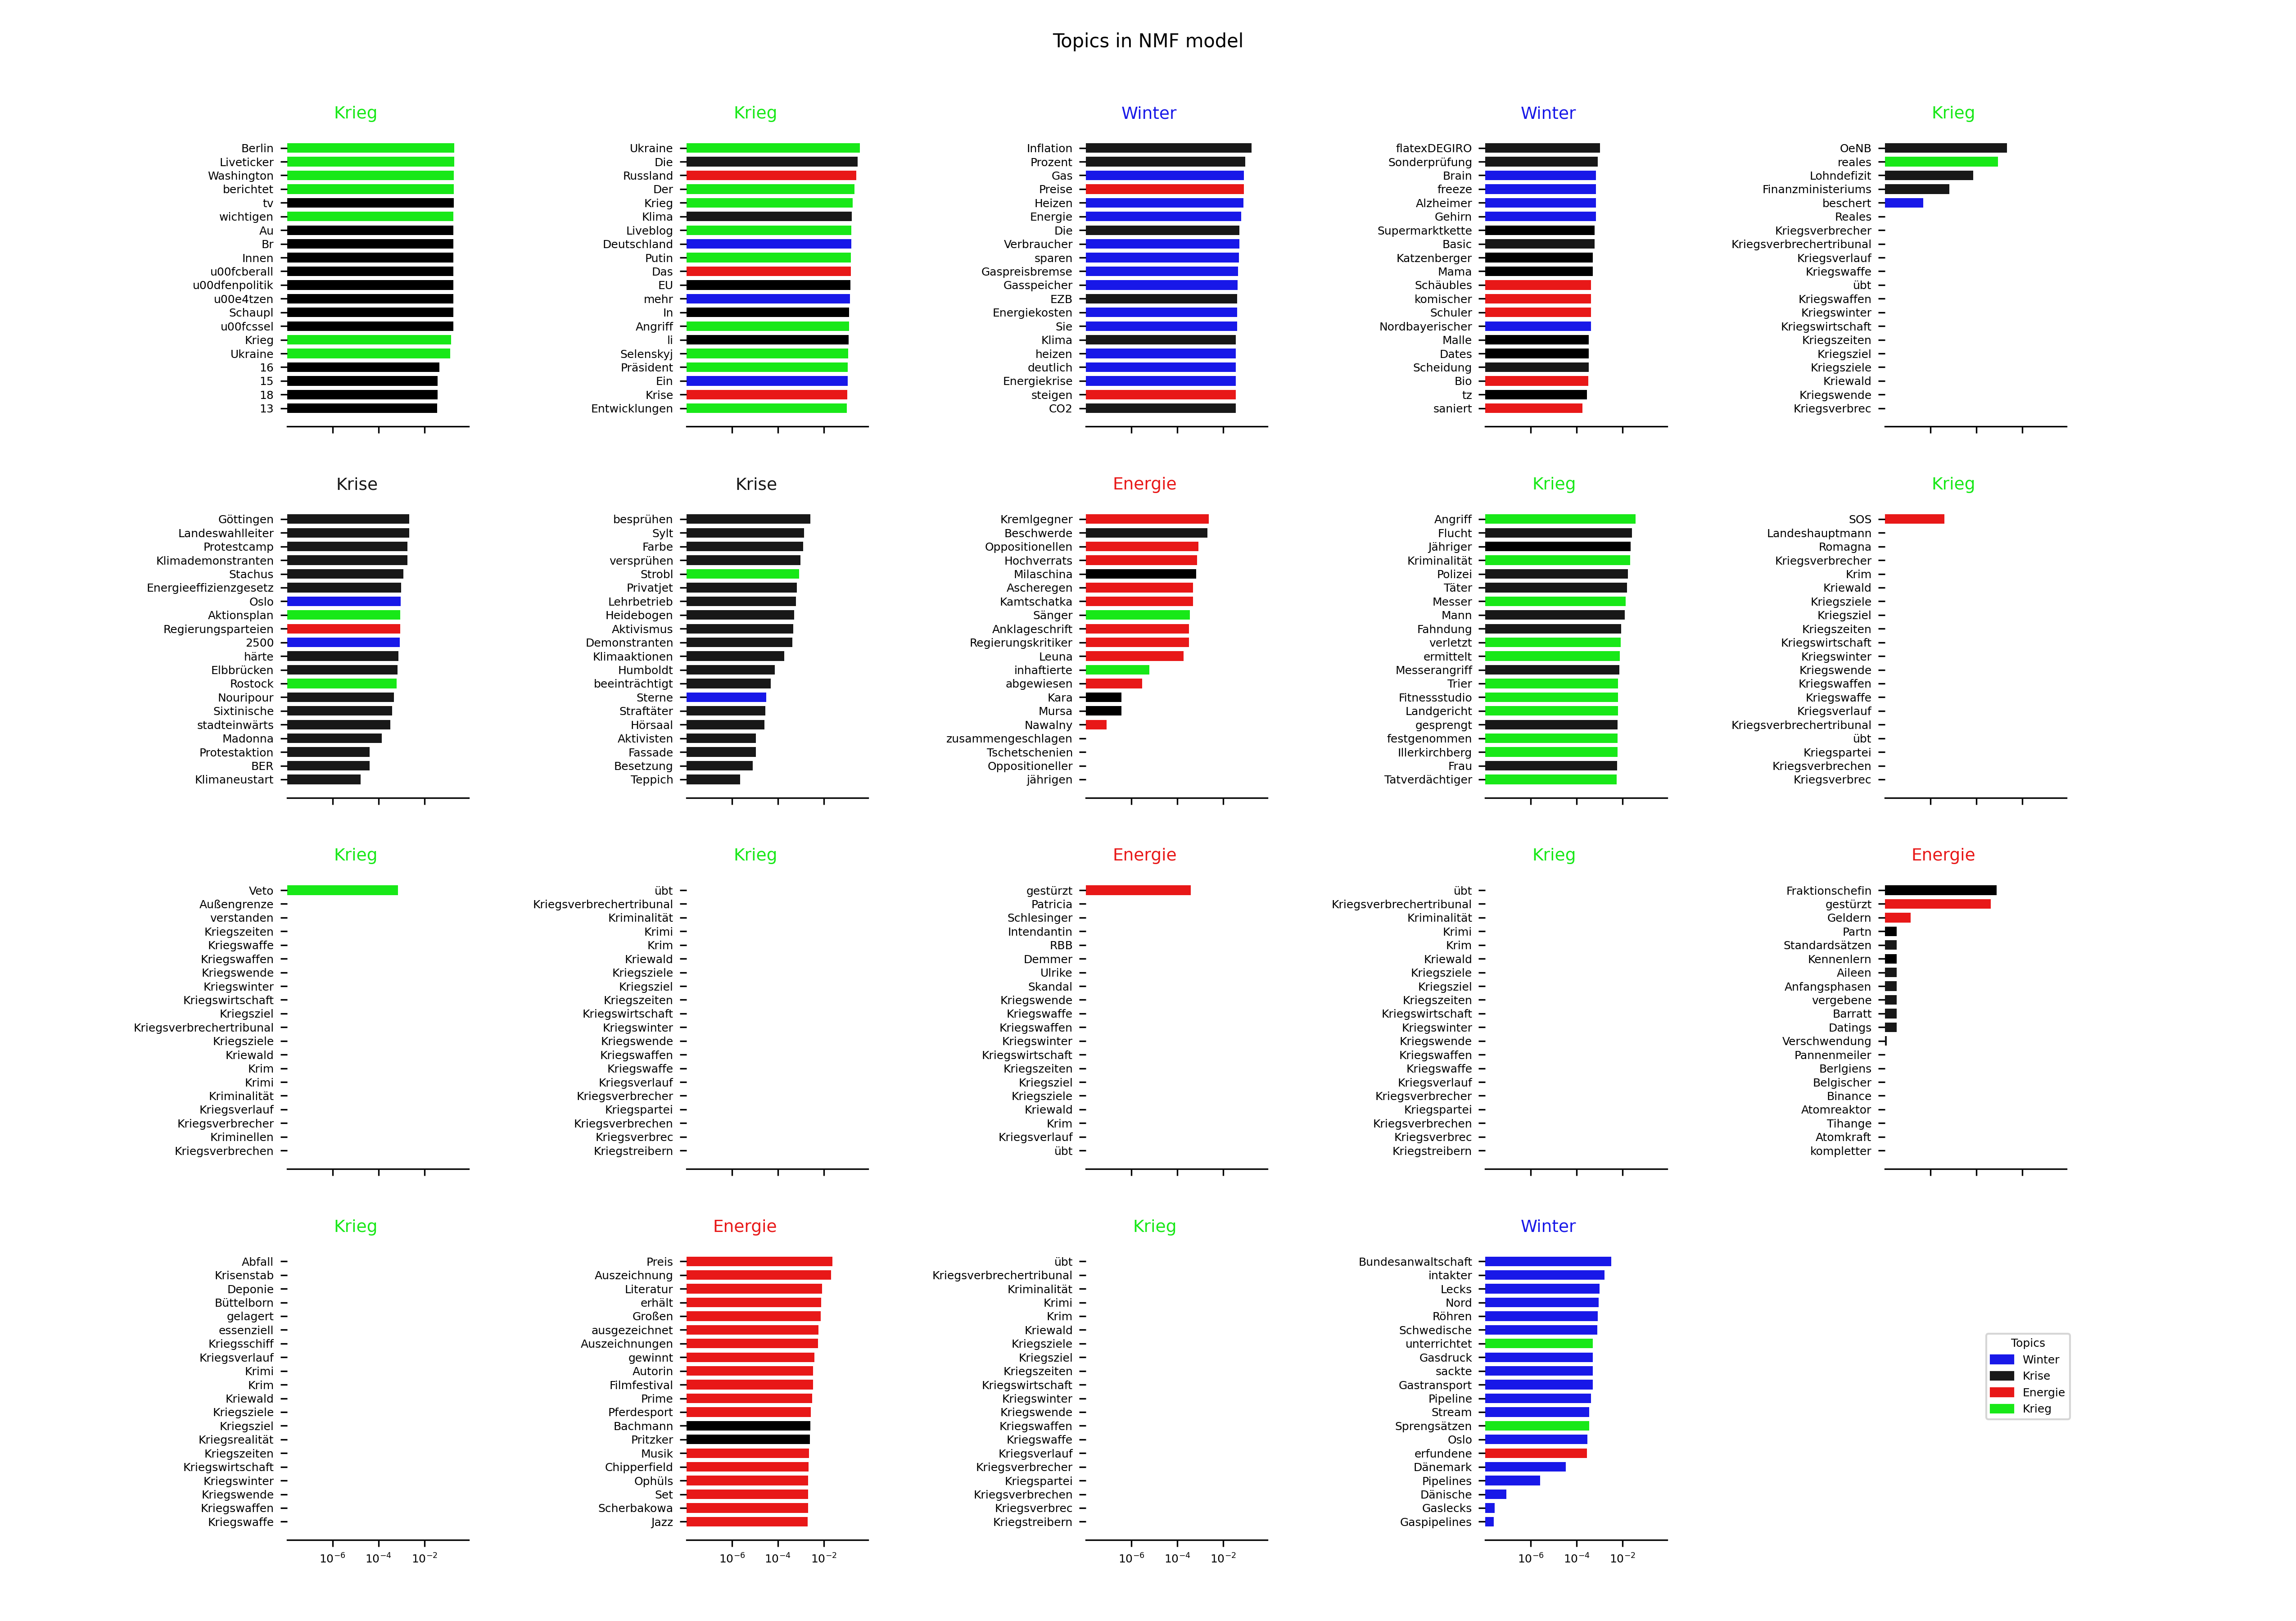 Topics in NMF model
Krieg
Berlin
Liveticker
Washington
berichtet
tv
wichtigen
Au
Br
Innen
u00fcberall
u00dfenpolitik
u00e4tzen
Schaupl
u00fcssel
Krieg
Ukraine
16
15
18
13
Krieg
Ukraine
Die
Russland
Der
Krieg
Klima
Liveblog
Deutschland
Putin
Das
EU
mehr
In
Angriff
li
Selenskyj
Präsident
Ein
Krise
Entwicklungen
Winter
Inflation
Prozent
Gas
Preise
Heizen
Energie
Die
Verbraucher
sparen
Gaspreisbremse
Gasspeicher
EZB
Energiekosten
Sie
Klima
heizen
deutlich
Energiekrise
steigen
CO2
Winter
flatexDEGIRO
Sonderprüfung
Brain
freeze
Alzheimer
Gehirn
Supermarktkette
Basic
Katzenberger
Mama
Schäubles
komischer
Schuler
Nordbayerischer
Malle
Dates
Scheidung
Bio
tz
saniert
Krieg
OeNB
reales
Lohndefizit
Finanzministeriums
beschert
Reales
Kriegsverbrecher
Kriegsverbrechertribunal
Kriegsverlauf
Kriegswaffe
übt
Kriegswaffen
Kriegswinter
Kriegswirtschaft
Kriegszeiten
Kriegsziel
Kriegsziele
Kriewald
Kriegswende
Kriegsverbrec
Krise
Göttingen
Landeswahlleiter
Protestcamp
Klimademonstranten
Stachus
Energieeffizienzgesetz
Oslo
Aktionsplan
Regierungsparteien
2500
härte
Elbbrücken
Rostock
Nouripour
Sixtinische
stadteinwärts
Madonna
Protestaktion
BER
Klimaneustart
Krise
besprühen
Sylt
Farbe
versprühen
Strobl
Privatjet
Lehrbetrieb
Heidebogen
Aktivismus
Demonstranten
Klimaaktionen
Humboldt
beeinträchtigt
Sterne
Straftäter
Hörsaal
Aktivisten
Fassade
Besetzung
Teppich
Energie
Kremlgegner
Beschwerde
Oppositionellen
Hochverrats
Milaschina
Ascheregen
Kamtschatka
Sänger
Anklageschrift
Regierungskritiker
Leuna
inhaftierte
abgewiesen
Kara
Mursa
Nawalny
zusammengeschlagen
Tschetschenien
Oppositioneller
jährigen
Krieg
Angriff
Flucht
Jähriger
Kriminalität
Polizei
Täter
Messer
Mann
Fahndung
verletzt
ermittelt
Messerangriff
Trier
Fitnessstudio
Landgericht
gesprengt
festgenommen
Illerkirchberg
Frau
Tatverdächtiger
Krieg
SOS
Landeshauptmann
Romagna
Kriegsverbrecher
Krim
Kriewald
Kriegsziele
Kriegsziel
Kriegszeiten
Kriegswirtschaft
Kriegswinter
Kriegswende
Kriegswaffen
Kriegswaffe
Kriegsverlauf
Kriegsverbrechertribunal
übt
Kriegspartei
Kriegsverbrechen
Kriegsverbrec
Krieg
Veto
Außengrenze
verstanden
Kriegszeiten
Kriegswaffe
Kriegswaffen
Kriegswende
Kriegswinter
Kriegswirtschaft
Kriegsziel
Kriegsverbrechertribunal
Kriegsziele
Kriewald
Krim
Krimi
Kriminalität
Kriegsverlauf
Kriegsverbrecher
Kriminellen
Kriegsverbrechen
Krieg
übt
Kriegsverbrechertribunal
Kriminalität
Krimi
Krim
Kriewald
Kriegsziele
Kriegsziel
Kriegszeiten
Kriegswirtschaft
Kriegswinter
Kriegswende
Kriegswaffen
Kriegswaffe
Kriegsverlauf
Kriegsverbrecher
Kriegspartei
Kriegsverbrechen
Kriegsverbrec
Kriegstreibern
Energie
gestürzt
Patricia
Schlesinger
Intendantin
RBB
Demmer
Ulrike
Skandal
Kriegswende
Kriegswaffe
Kriegswaffen
Kriegswinter
Kriegswirtschaft
Kriegszeiten
Kriegsziel
Kriegsziele
Kriewald
Krim
Kriegsverlauf
übt
Krieg
übt
Kriegsverbrechertribunal
Kriminalität
Krimi
Krim
Kriewald
Kriegsziele
Kriegsziel
Kriegszeiten
Kriegswirtschaft
Kriegswinter
Kriegswende
Kriegswaffen
Kriegswaffe
Kriegsverlauf
Kriegsverbrecher
Kriegspartei
Kriegsverbrechen
Kriegsverbrec
Kriegstreibern
Energie
Fraktionschefin
gestürzt
Geldern
Partn
Standardsätzen
Kennenlern
Aileen
Anfangsphasen
vergebene
Barratt
Datings
Verschwendung
Pannenmeiler
Berlgiens
Belgischer
Binance
Atomreaktor
Tihange
Atomkraft
kompletter
Krieg
Abfall
Krisenstab
Deponie
Büttelborn
gelagert
essenziell
Kriegsschiff
Kriegsverlauf
Krimi
Krim
Kriewald
Kriegsziele
Kriegsziel
Kriegsrealität
Kriegszeiten
Kriegswirtschaft
Kriegswinter
Kriegswende
Kriegswaffen
Kriegswaffe
10⁻⁶ 10⁻⁴ 10⁻²
Energie
Preis
Auszeichnung
Literatur
erhält
Großen
ausgezeichnet
Auszeichnungen
gewinnt
Autorin
Filmfestival
Prime
Pferdesport
Bachmann
Pritzker
Musik
Chipperfield
Ophüls
Set
Scherbakowa
Jazz
10⁻⁶ 10⁻⁴ 10⁻²
Krieg
übt
Kriegsverbrechertribunal
Kriminalität
Krimi
Krim
Kriewald
Kriegsziele
Kriegsziel
Kriegszeiten
Kriegswirtschaft
Kriegswinter
Kriegswende
Kriegswaffen
Kriegswaffe
Kriegsverlauf
Kriegsverbrecher
Kriegspartei
Kriegsverbrechen
Kriegsverbrec
Kriegstreibern
10⁻⁶ 10⁻⁴ 10⁻²
Winter
Bundesanwaltschaft
intakter
Lecks
Nord
Röhren
Schwedische
unterrichtet
Gasdruck
sackte
Gastransport
Pipeline
Stream
Sprengsätzen
Oslo
erfundene
Dänemark
Pipelines
Dänische
Gaslecks
Gaspipelines
10⁻⁶ 10⁻⁴ 10⁻²
Topics
Winter
Krise
Energie
Krieg